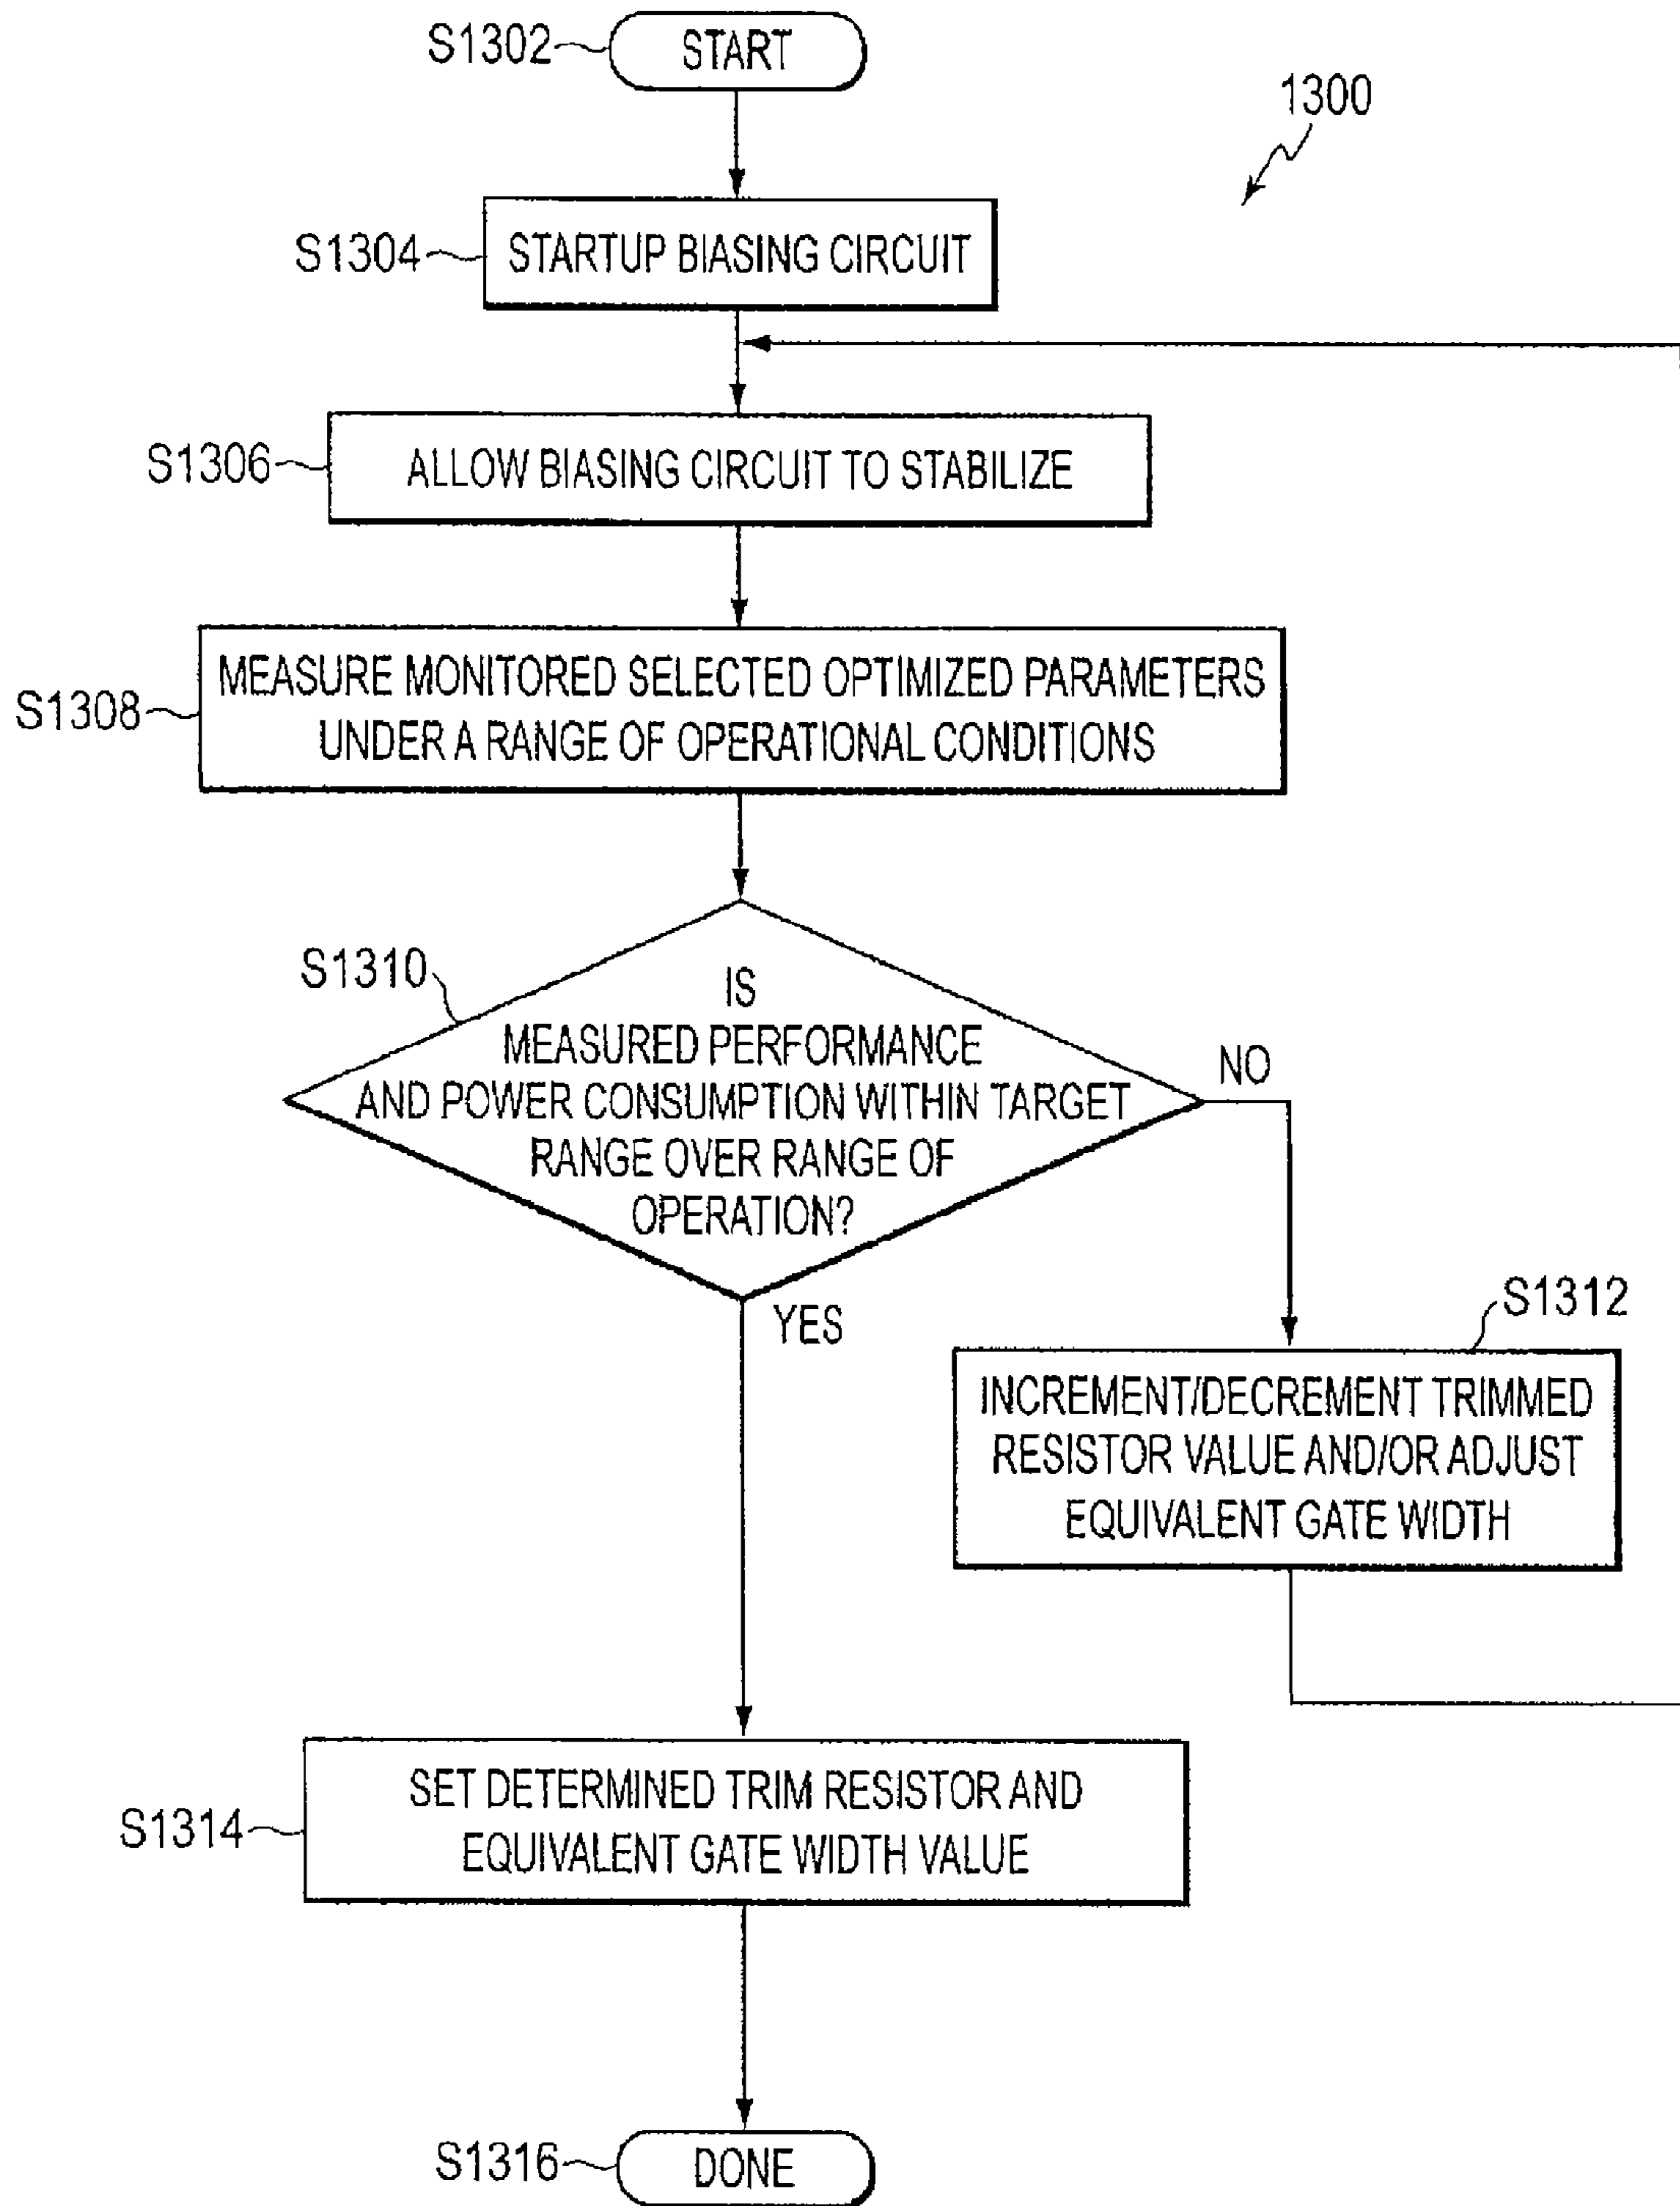 S1302
START
1300
S1304
STARTUP BIASING CIRCUIT
S1306
ALLOW BIASING CIRCUIT TO STABILIZE
S1308
MEASURE MONITORED SELECTED OPTIMIZED PARAMETERS
UNDER A RANGE OF OPERATIONAL CONDITIONS
S1310
IS
MEASURED PERFORMANCE
AND POWER CONSUMPTION WITHIN TARGET
RANGE OVER RANGE OF
OPERATION?
NO
YES
S1312
INCREMENT/DECREMENT TRIMMED
RESISTOR VALUE AND/OR ADJUST
EQUIVALENT GATE WIDTH
S1314
SET DETERMINED TRIM RESISTOR AND
EQUIVALENT GATE WIDTH VALUE
S1316
DONE